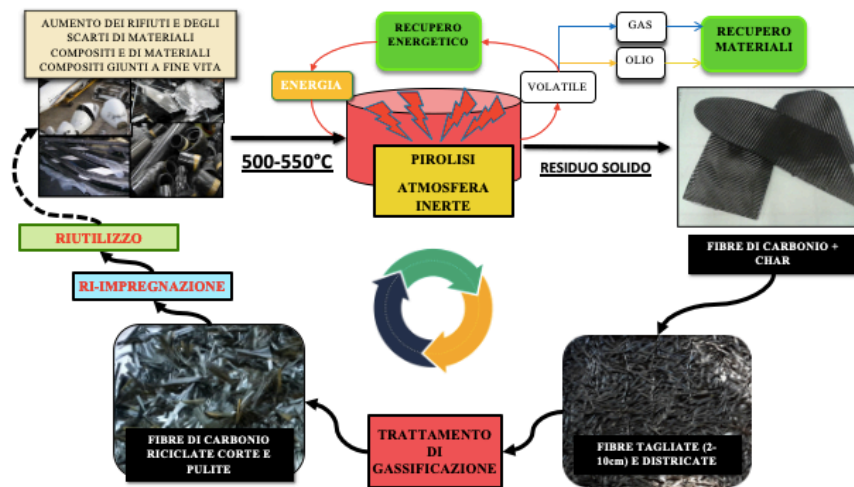 AUMENTO DEI RIFIUTI E DEGLI
SCARTI DI MATERIALI
COMPOSITI E DI MATERIALI
COMPOSITI GIUNTI A FINE VITA
RECUPERO
ENERGETICO
GAS
OLIO
RECUPERO
MATERIALI
ENERGIA
VOLATILE
500-550°C
PIROLISI
ATMOSFERA
INERTE
RESIDUO SOLIDO
FIBRE DI CARBONIO +
CHAR
RIUTILIZZO
RI-IMPREGNAZIONE
FIBRE DI CARBONIO
RICICLATE CORTE E
PULITE
TRATTAMENTO
DI
GASSIFICAZIONE
FIBRE TAGLIATE (2-
10cm) E DISTRICATE